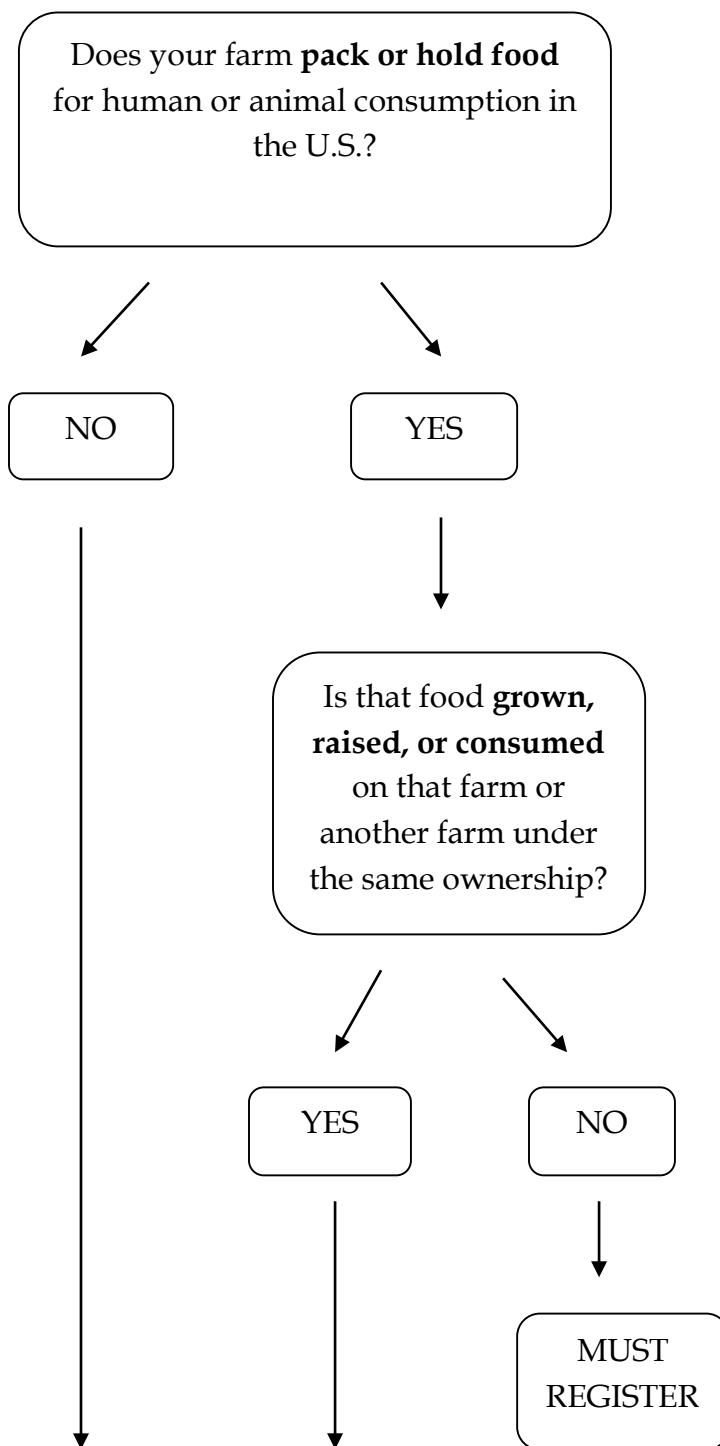 Does your farm pack or hold food
for human or animal consumption in
the U.S.?
NO
YES
Is that food grown,
raised, or consumed
on that farm or
another farm under
the same ownership?
YES
NO
MUST
REGISTER